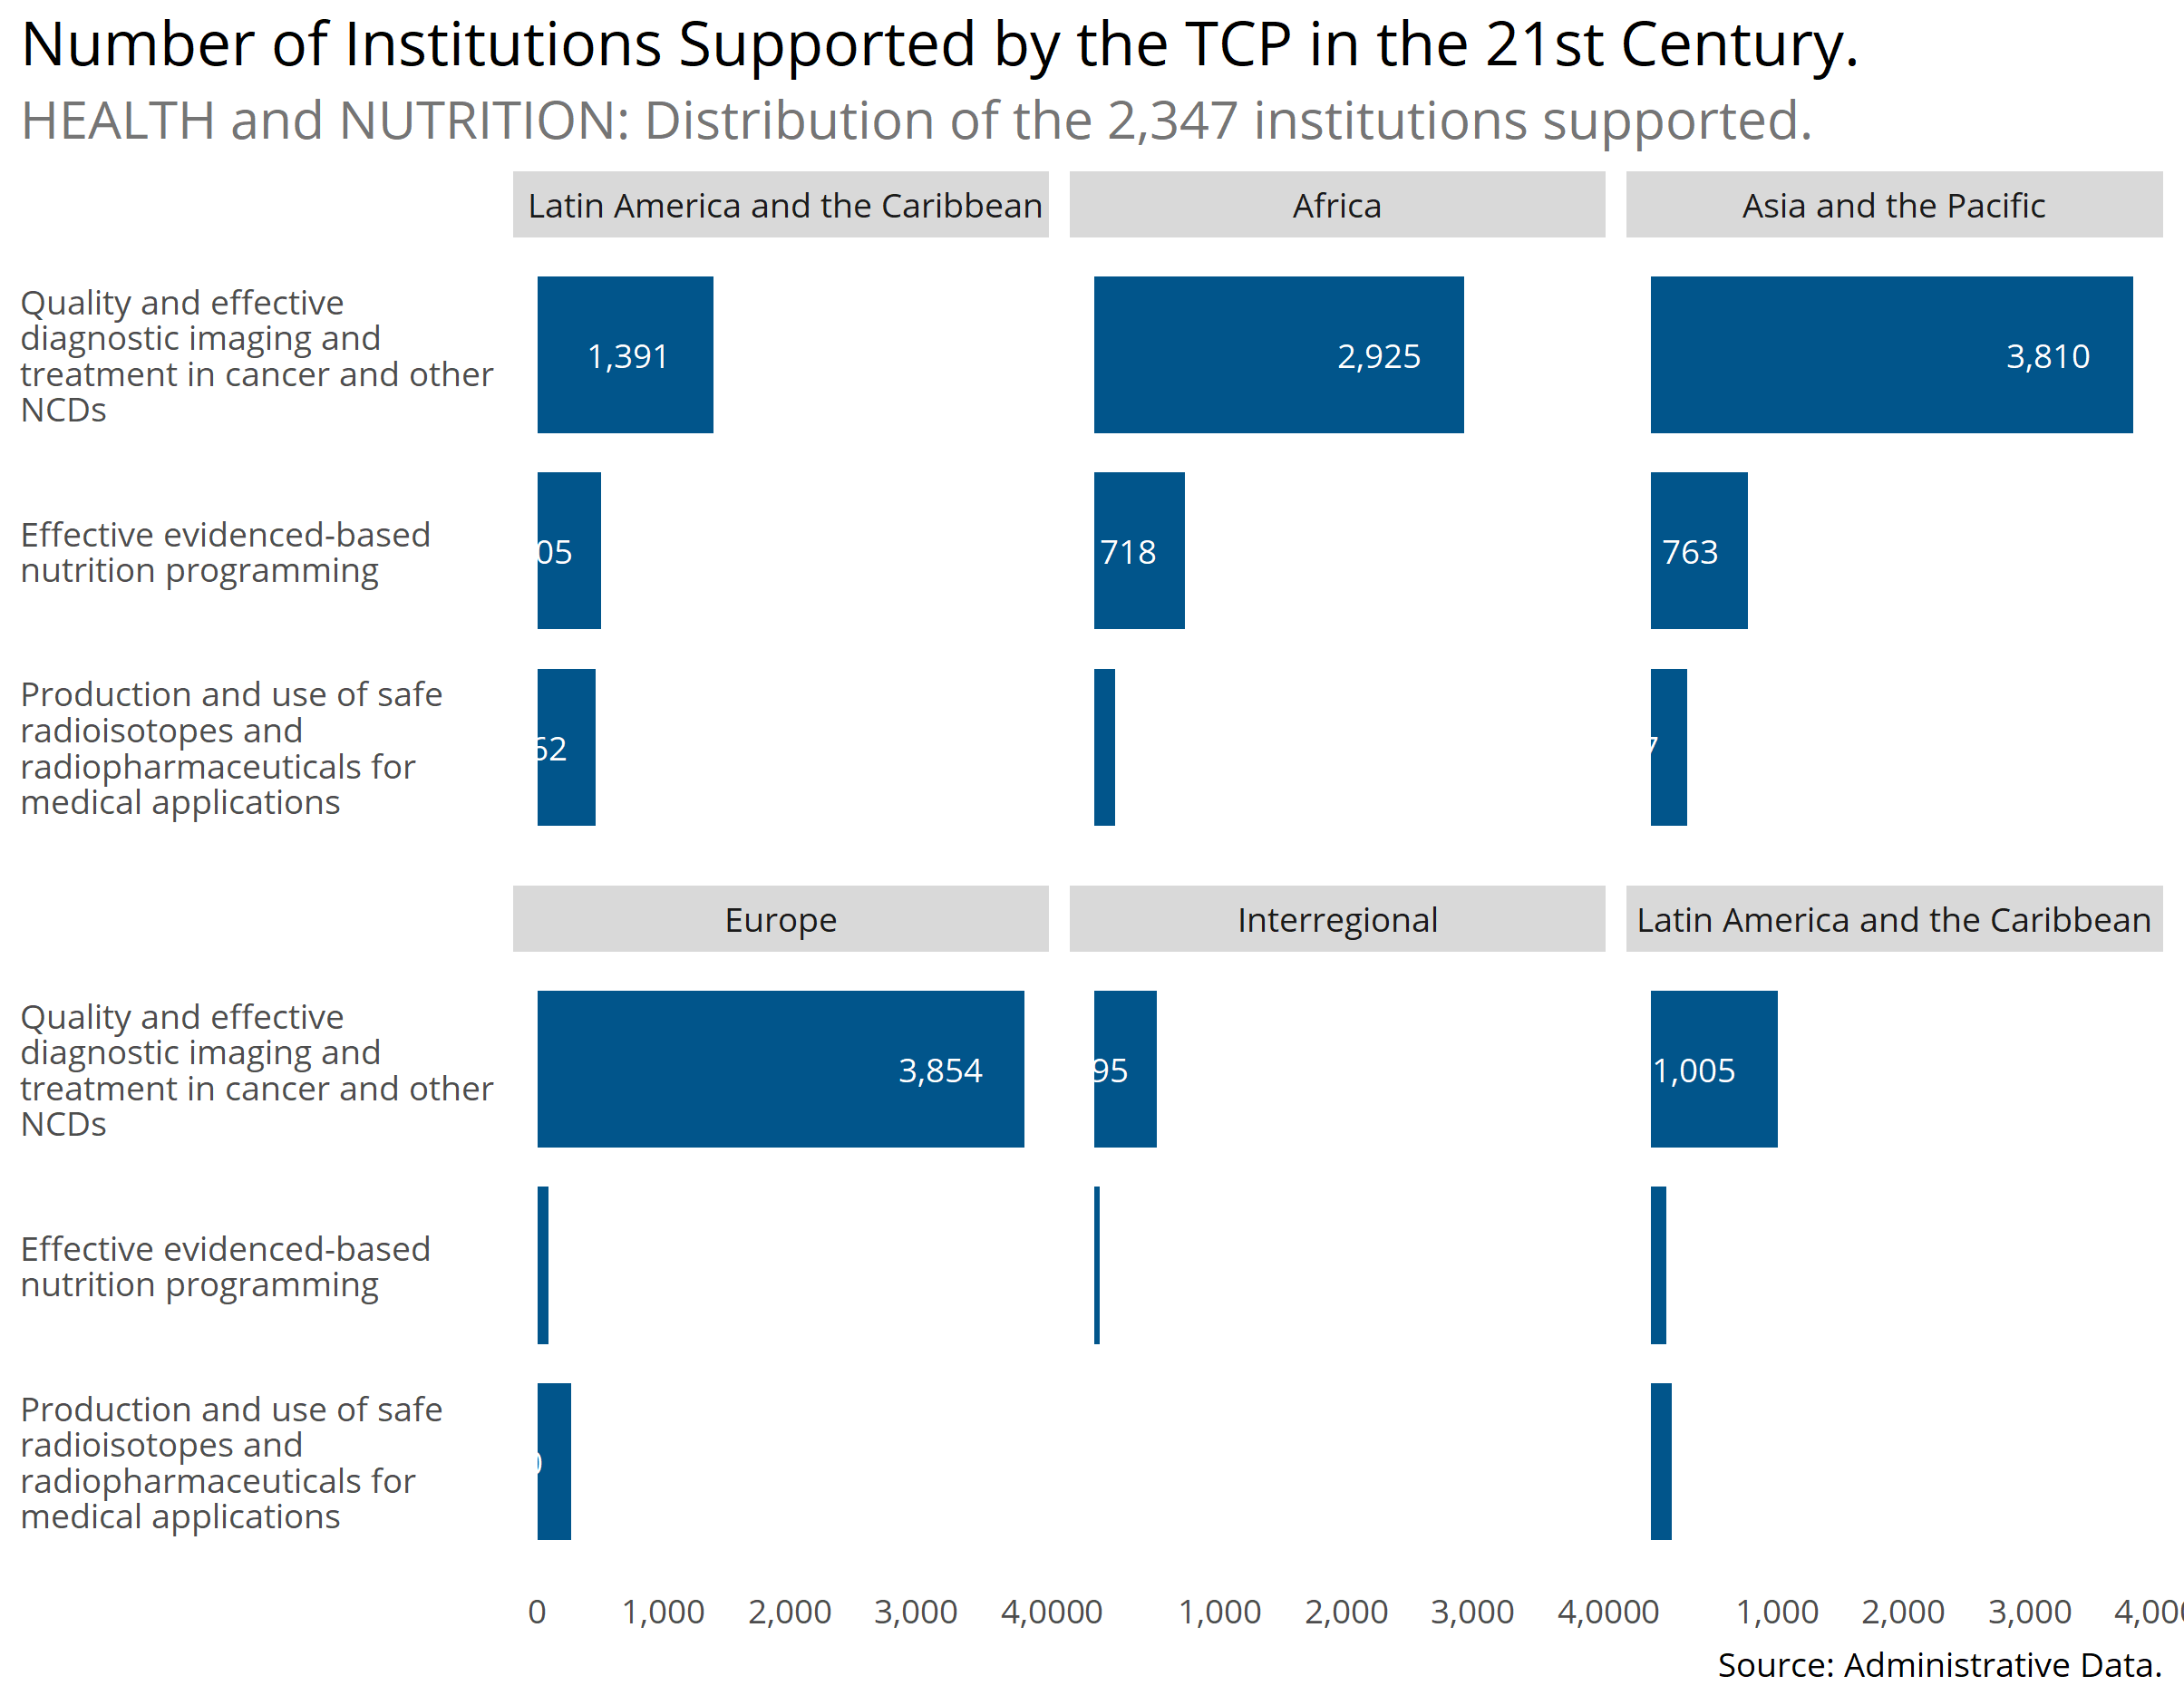 Number of Institutions Supported by the TCP in the 21st Century.
HEALTH and NUTRITION: Distribution of the 2,347 institutions supported.
Latin America and the Caribbean
Africa
Asia and the Pacific
Quality and effective
diagnostic imaging and
treatment in cancer and other
NCDs
1,391
2,925
3,810
Effective evidenced-based
nutrition programming
05
718
763
Production and use of safe
radioisotopes and
radiopharmaceuticals for
medical applications
62
7
Europe
Interregional
Latin America and the Caribbean
Quality and effective
diagnostic imaging and
treatment in cancer and other
NCDs
3,854
95
1,005
Effective evidenced-based
nutrition programming
Production and use of safe
radioisotopes and
radiopharmaceuticals for
medical applications
0 1,000 2,000 3,000 4,000
0 1,000 2,000 3,000 4,000
0 1,000 2,000 3,000
Source: Administrative Data.